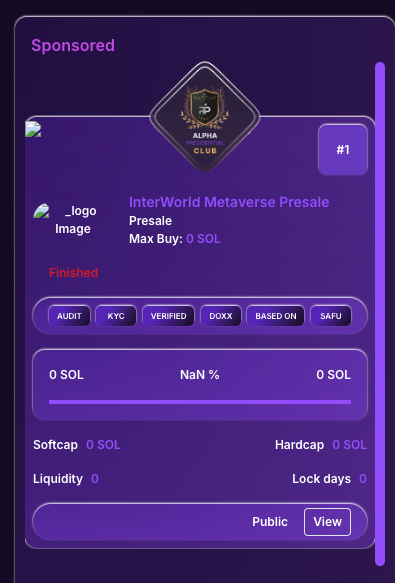 Sponsored
ALPHA
PRESIDENTIAL
CLUB
#1
_logo
Image
InterWorld Metaverse Presale
Presale
Max Buy: 0 SOL
Finished
AUDIT KYC VERIFIED DOXX BASED ON SAFU
0 SOL NaN % 0 SOL
Softcap 0 SOL Hardcap 0 SOL
Liquidity 0 Lock days 0
Public View